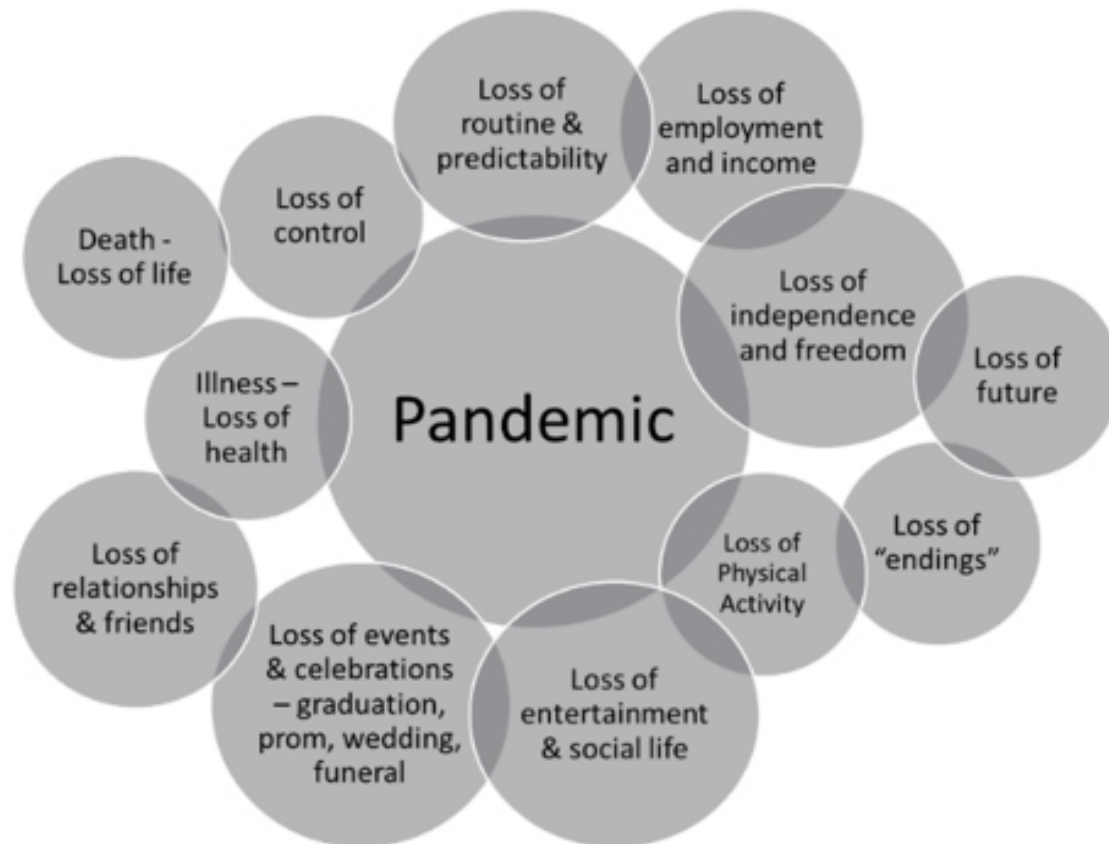 Loss of
routine &
predictability
Loss of
employment
and income
Loss of
control
Death -
Loss of life
Loss of
independence
and freedom
Loss of
future
Illness –
Loss of
health
Pandemic
Loss of
relationships
& friends
Loss of
Physical
Activity
Loss of
“endings”
Loss of events
& celebrations
– graduation,
prom, wedding,
funeral
Loss of
entertainment
& social life